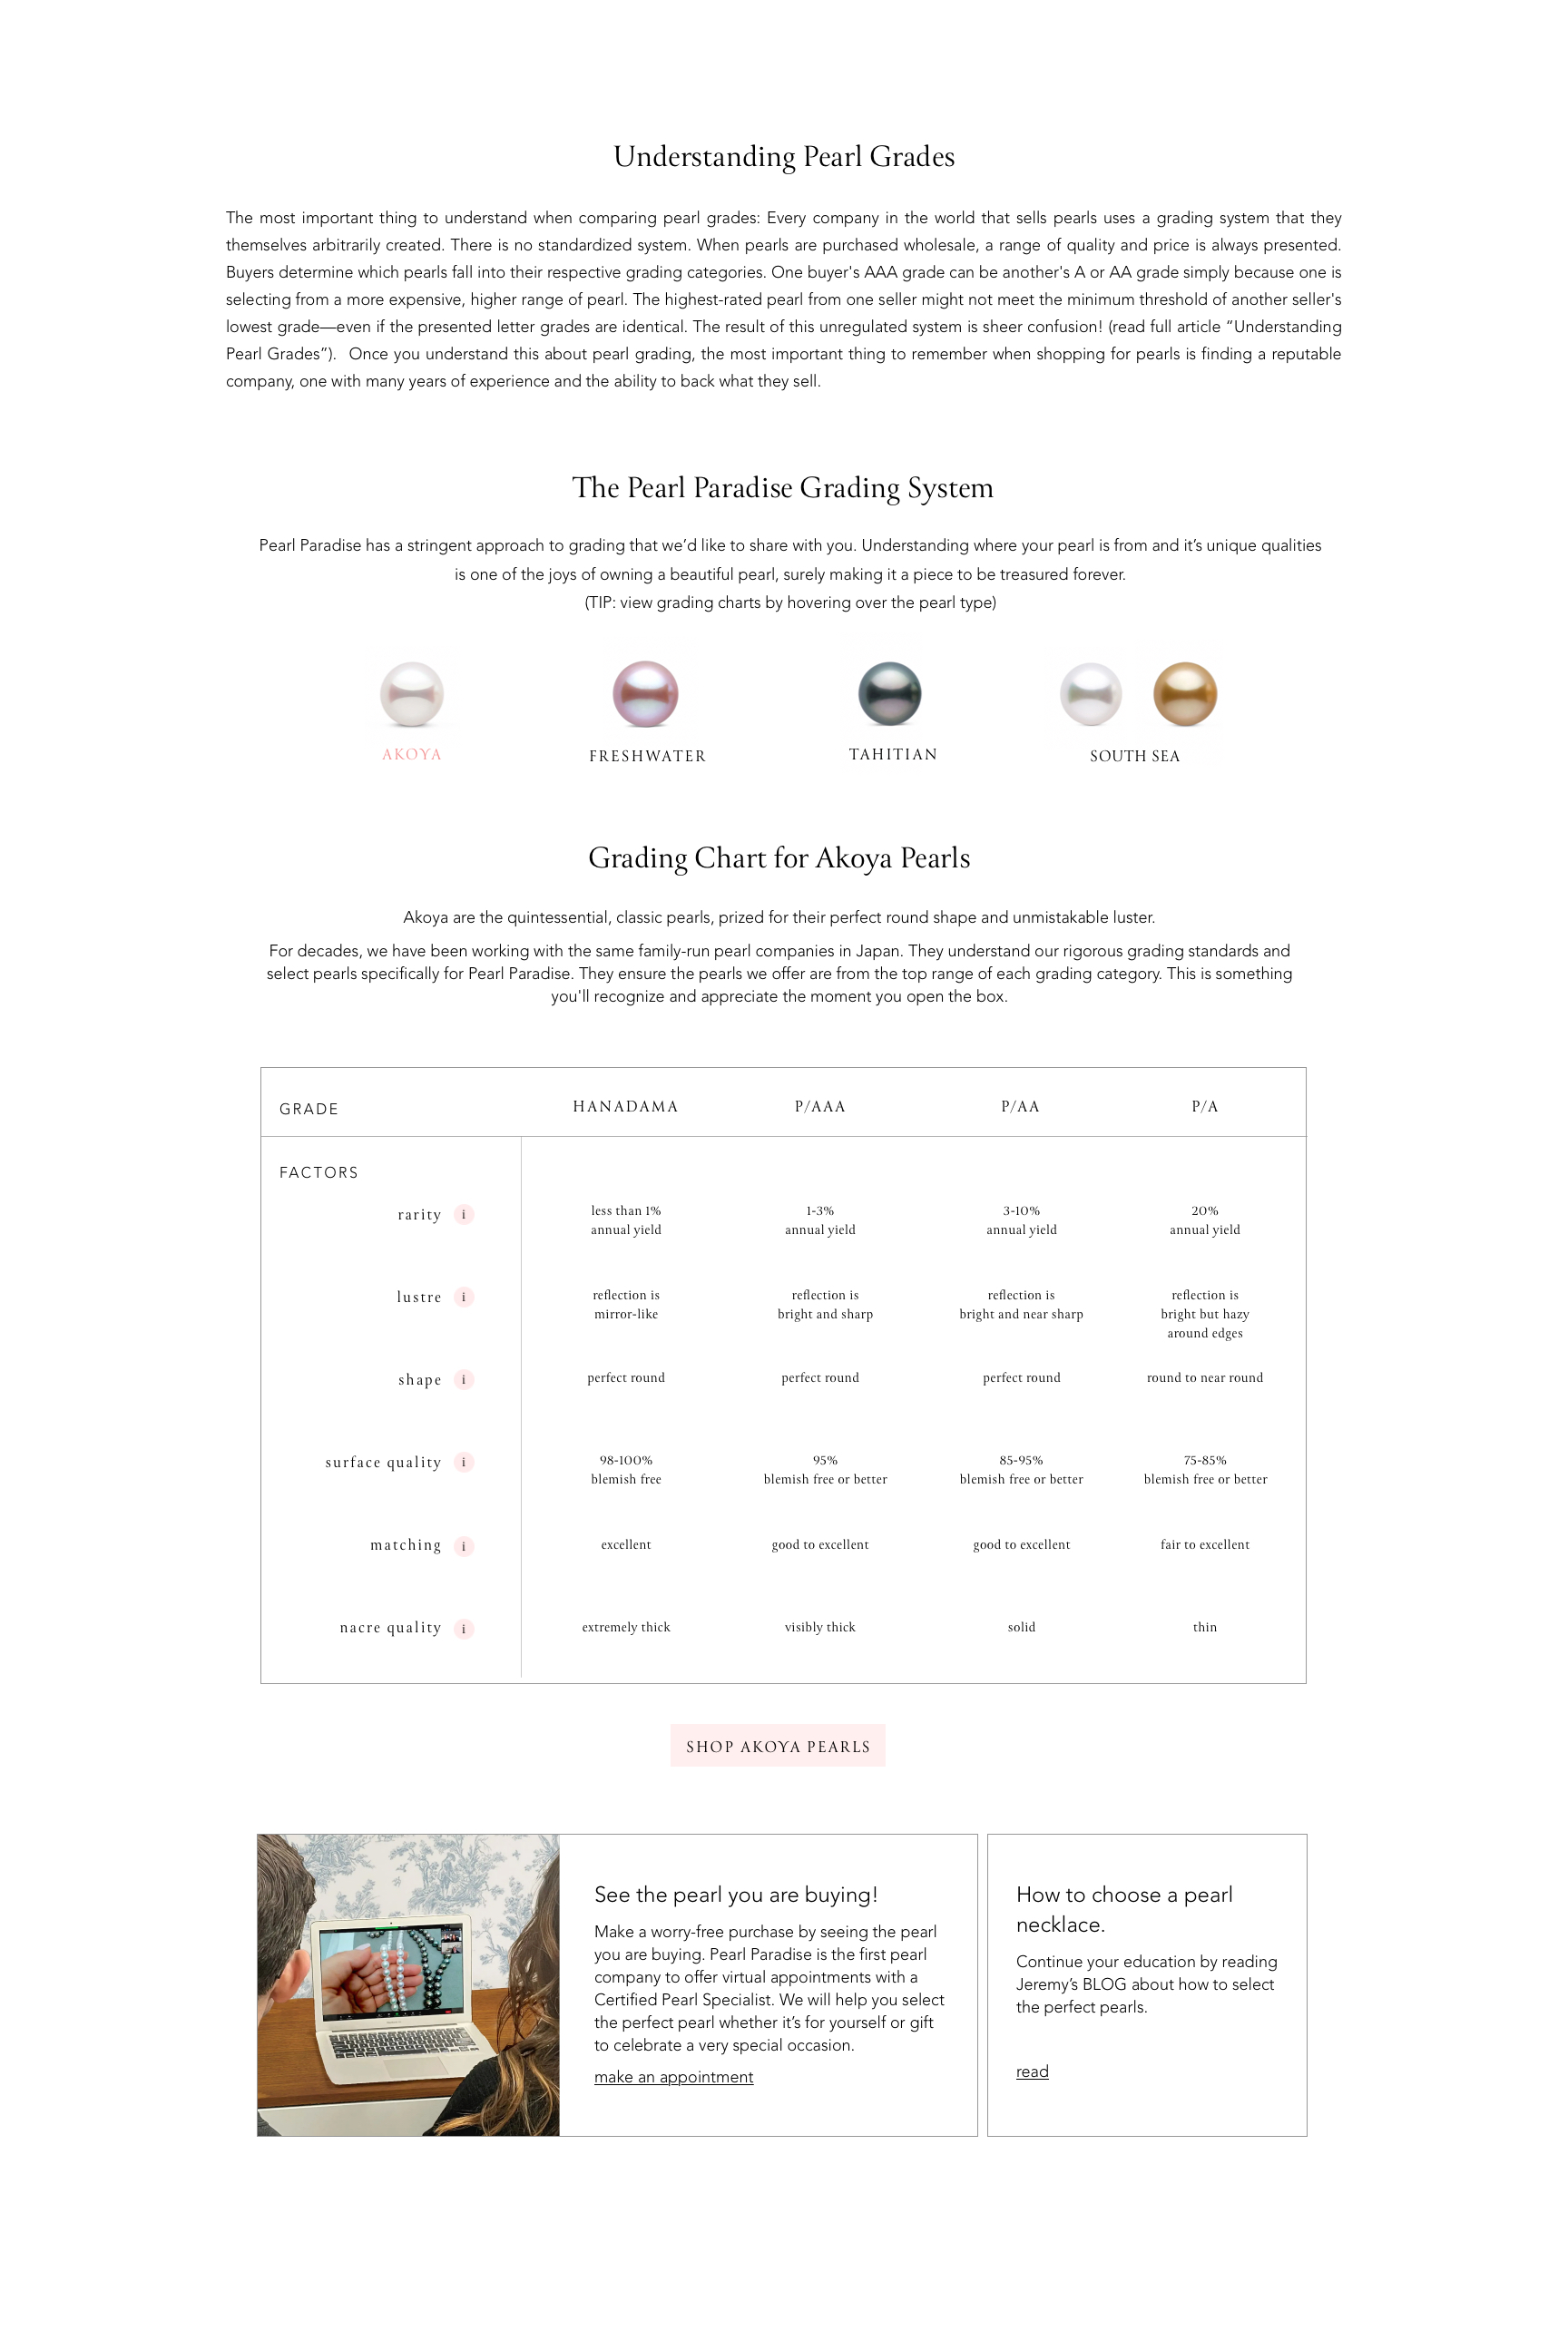 Understanding Pearl Grades
The most important thing to understand when comparing pearl grades: Every company in the world that sells pearls uses a grading system that they
themselves arbitrarily created. There is no standardized system. When pearls are purchased wholesale, a range of quality and price is always presented.
Buyers determine which pearls fall into their respective grading categories. One buyer's AAA grade can be another's A or AA grade simply because one is
selecting from a more expensive, higher range of pearl. The highest-rated pearl from one seller might not meet the minimum threshold of another seller's
lowest grade—even if the presented letter grades are identical. The result of this unregulated system is sheer confusion! (read full article “Understanding
Pearl Grades”). Once you understand this about pearl grading, the most important thing to remember when shopping for pearls is finding a reputable
company, one with many years of experience and the ability to back what they sell.
The Pearl Paradise Grading System
Pearl Paradise has a stringent approach to grading that we’d like to share with you. Understanding where your pearl is from and it’s unique qualities
is one of the joys of owning a beautiful pearl, surely making it a piece to be treasured forever.
(TIP: view grading charts by hovering over the pearl type)
AKOYA FRESHWATER TAHITIAN SOUTH SEA
Grading Chart for Akoya Pearls
Akoya are the quintessential, classic pearls, prized for their perfect round shape and unmistakable luster.
For decades, we have been working with the same family-run pearl companies in Japan. They understand our rigorous grading standards and
select pearls specifically for Pearl Paradise. They ensure the pearls we offer are from the top range of each grading category. This is something
you'll recognize and appreciate the moment you open the box.
GRADE HANADAMA P/AAA P/AA P/A
FACTORS
rarity i less than 1% 1-3% 3-10% 20%
annual yield annual yield annual yield annual yield
lustre i reflection is reflection is reflection is reflection is
mirror-like bright and sharp bright and near sharp bright but hazy
around edges
shape i perfect round perfect round perfect round round to near round
surface quality i 98-100% 95% 85-95% 75-85%
blemish free blemish free or better blemish free or better blemish free or better
matching i excellent good to excellent good to excellent fair to excellent
nacre quality i extremely thick visibly thick solid thin
SHOP AKOYA PEARLS
See the pearl you are buying!
Make a worry-free purchase by seeing the pearl
you are buying. Pearl Paradise is the first pearl
company to offer virtual appointments with a
Certified Pearl Specialist. We will help you select
the perfect pearl whether it’s for yourself or gift
to celebrate a very special occasion.
make an appointment
How to choose a pearl
necklace.
Continue your education by reading
Jeremy’s BLOG about how to select
the perfect pearls.
read